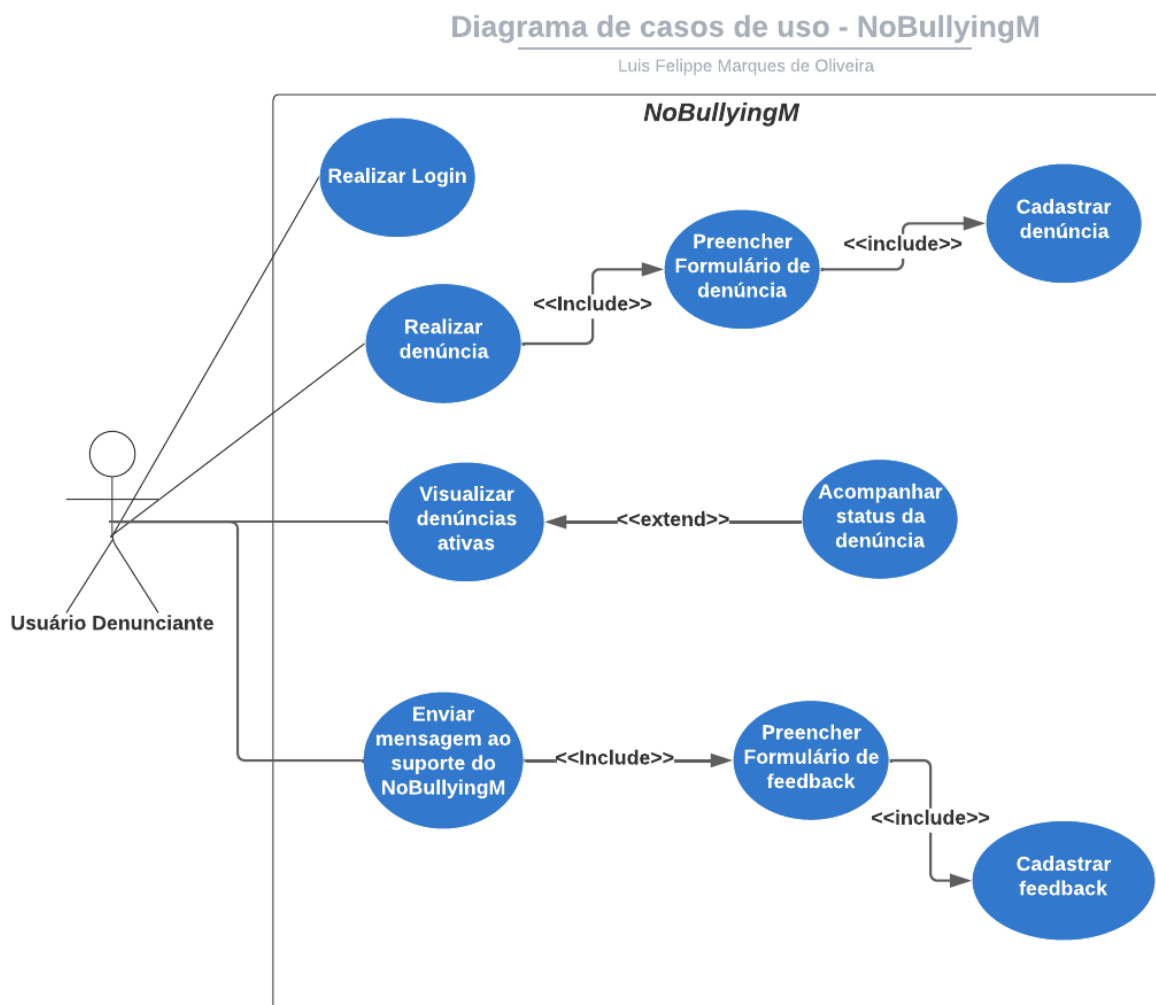 Diagrama de casos de uso - NoBullyingM
Luis Felippe Marques de Oliveira
NoBullyingM
Realizar Login
Cadastrar
denúncia
<<include>>
Preencher
Formulário de
denúncia
<<Include>>
Realizar
denúncia
Visualizar
denúncias
ativas
<<extend>>
Acompanhar
status da
denúncia
Usuário Denunciante
Enviar
mensagem ao
suporte do
NoBullyingM
<<Include>>
Preencher
Formulário de
feedback
<<include>>
Cadastrar
feedback